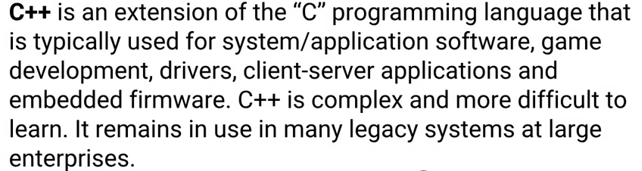 C++ is an extension of the “C” programming language that
is typically used for system/application software, game
development, drivers, client-server applications and
embedded firmware. C++ is complex and more difficult to
learn. It remains in use in many legacy systems at large
enterprises.